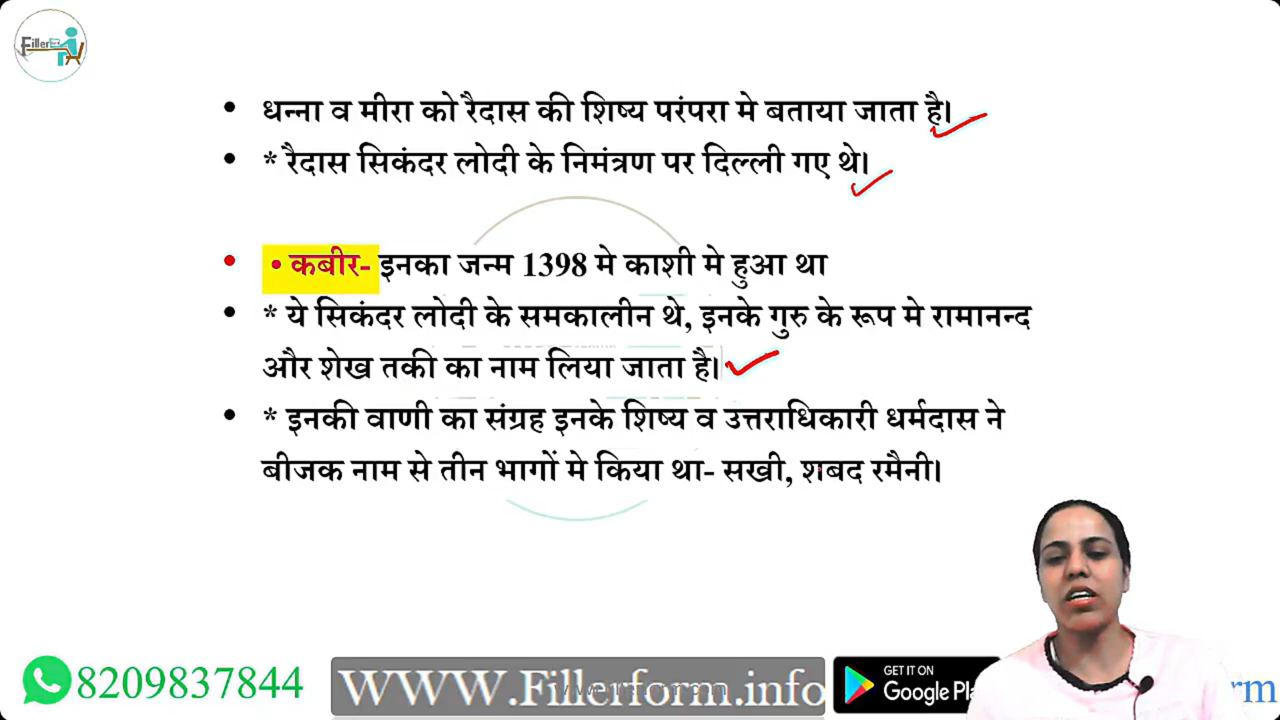 Filler
धन्ना व मीरा को रैदास की शिष्य परंपरा मे बताया जाता है।
* रैदास सिकंदर लोदी के निमंत्रण पर दिल्ली गए थे।
• कबीर- इनका जन्म 1398 मे काशी मे हुआ था
* ये सिकंदर लोदी के समकालीन थे, इनके गुरु के रूप मे रामानन्द
और शेख तकी का नाम लिया जाता है।
* इनकी वाणी का संग्रह इनके शिष्य व उत्तराधिकारी धर्मदास ने
बीजक नाम से तीन भागों मे किया था- सखी, शबद रमैनी।
8209837844
WWW.Fillerform.info
GET IT ON
Google Pla
rm